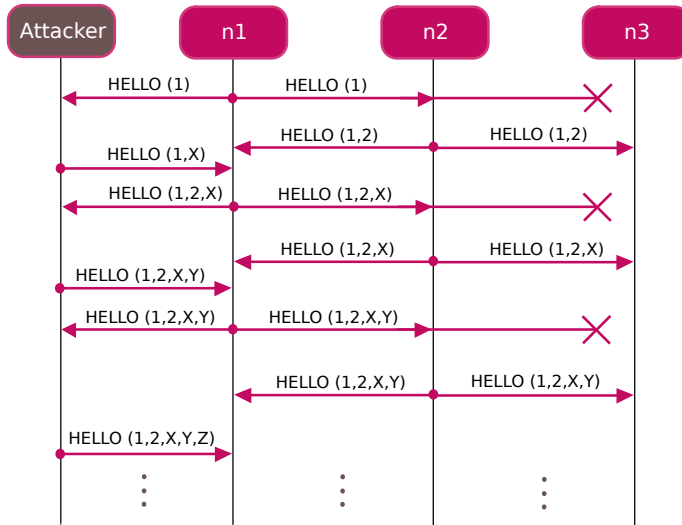 Attacker n1 n2 n3
HELLO (1) HELLO (1)
HELLO (1,2) HELLO (1,2)
HELLO (1,X)
HELLO (1,2,X) HELLO (1,2,X)
HELLO (1,2,X) HELLO (1,2,X)
HELLO (1,2,X,Y)
HELLO (1,2,X,Y) HELLO (1,2,X,Y)
HELLO (1,2,X,Y) HELLO (1,2,X,Y)
HELLO (1,2,X,Y,Z)